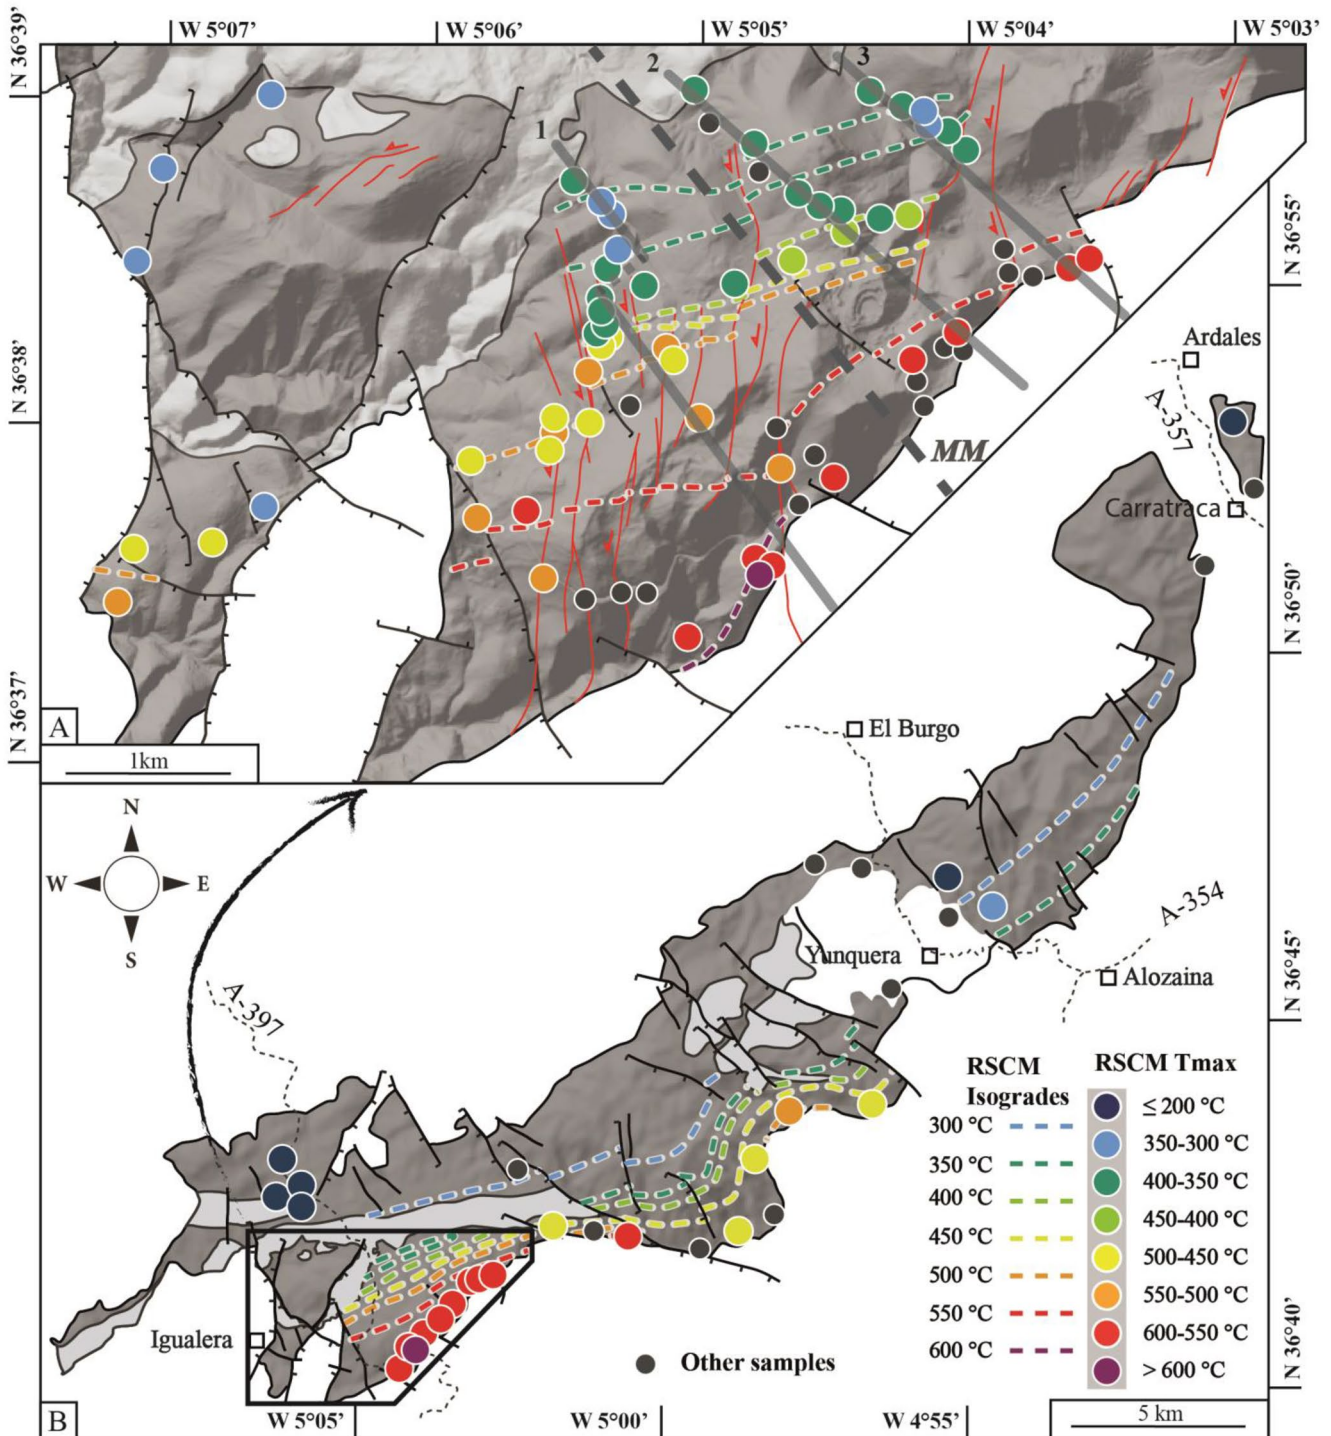 W 5°07'
W 5°06'
W 5°05'
W 5°04'
W 5°03'
N 36°39'
N 36°38'
N 36°37'
1
2
3
MM
A
1km
N
W
E
S
N 36°55'
N 36°50'
N 36°45'
N 36°40'
Ardales
A-357
Carratraca
El Burgo
A-354
Yunquera
Alozaina
A-397
Igualera
RSCM
Isogrades
300 °C
350 °C
400 °C
450 °C
500 °C
550 °C
600 °C
RSCM Tmax
≤ 200 °C
350-300 °C
400-350 °C
450-400 °C
500-450 °C
550-500 °C
600-550 °C
> 600 °C
Other samples
B
W 5°05'
W 5°00'
W 4°55'
5 km